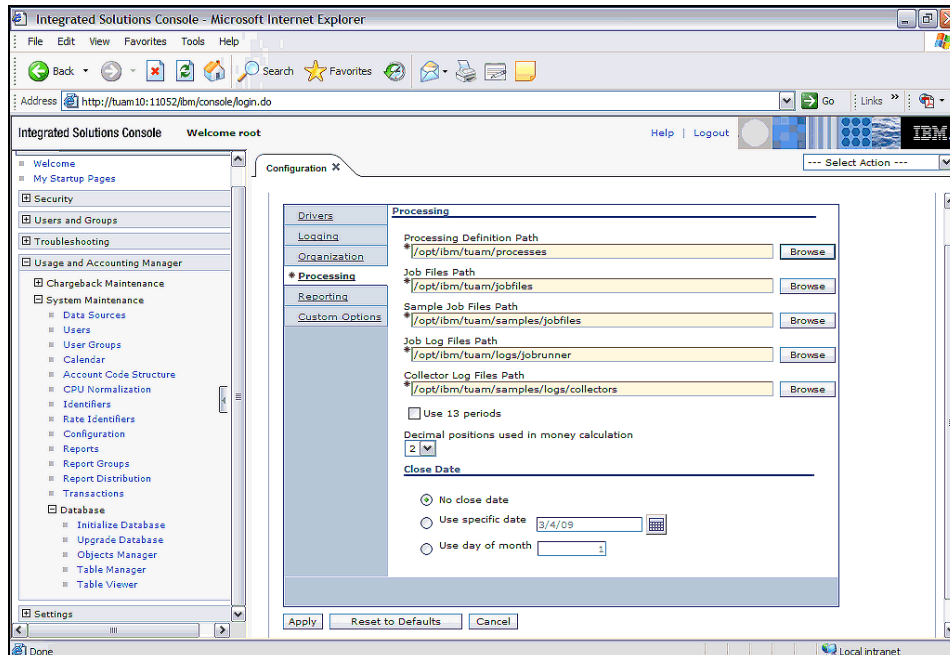 Integrated Solutions Console - Microsoft Internet Explorer
File Edit View Favorites Tools Help
Back Search Favorites
Address http://tuam10:11052/ibm/console/login.do Go Links »
Integrated Solutions Console Welcome root Help | Logout IBM.
Welcome
My Startup Pages
Security
Users and Groups
Troubleshooting
Usage and Accounting Manager
Chargeback Maintenance
System Maintenance
Data Sources
Users
User Groups
Calendar
Account Code Structure
CPU Normalization
Identifiers
Rate Identifiers
Configuration
Reports
Report Groups
Report Distribution
Transactions
Database
Initialize Database
Upgrade Database
Objects Manager
Table Manager
Table Viewer
Settings
Configuration X
--- Select Action ---
Drivers
Logging
Organization
* Processing
Reporting
Custom Options
Processing
Processing Definition Path
* /opt/ibm/tuam/processes Browse
Job Files Path
* /opt/ibm/tuam/jobfiles Browse
Sample Job Files Path
* /opt/ibm/tuam/samples/jobfiles Browse
Job Log Files Path
* /opt/ibm/tuam/logs/jobrunner Browse
Collector Log Files Path
* /opt/ibm/tuam/samples/logs/collectors Browse
Use 13 periods
Decimal positions used in money calculation
2
Close Date
No close date
Use specific date 3/4/09
Use day of month 1
Apply Reset to Defaults Cancel
Done Local intranet